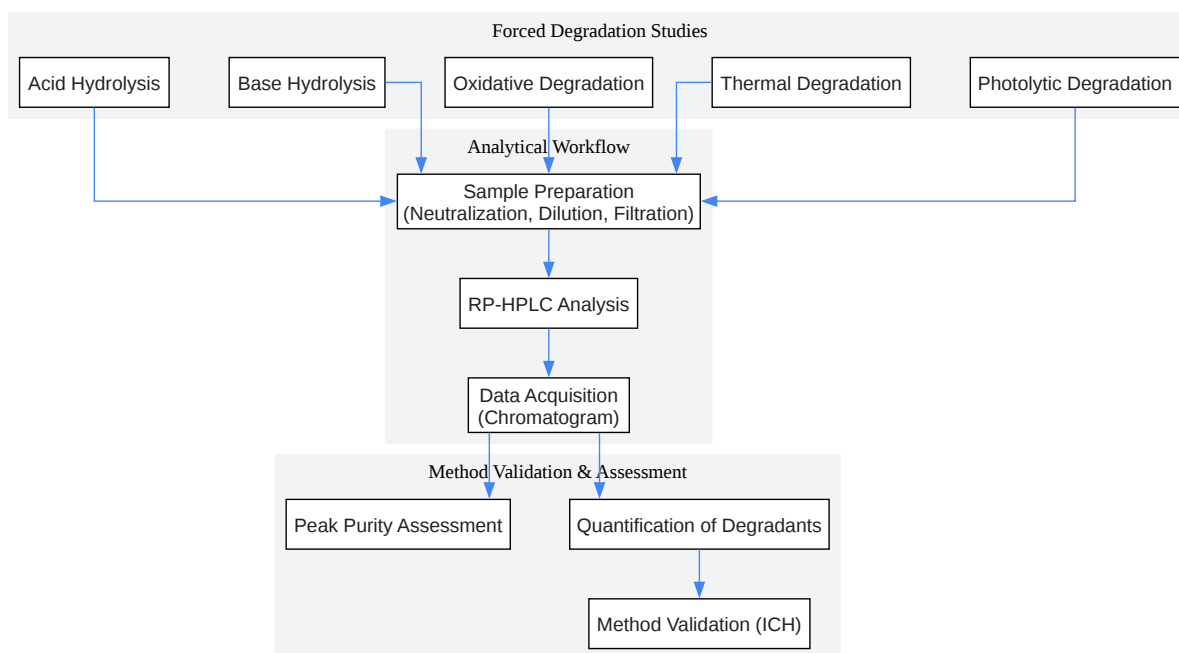 Forced Degradation Studies
Acid Hydrolysis
Base Hydrolysis
Oxidative Degradation
Thermal Degradation
Photolytic Degradation
Analytical Workflow
Sample Preparation
(Neutralization, Dilution, Filtration)
RP-HPLC Analysis
Data Acquisition
(Chromatogram)
Method Validation & Assessment
Peak Purity Assessment
Quantification of Degradants
Method Validation (ICH)